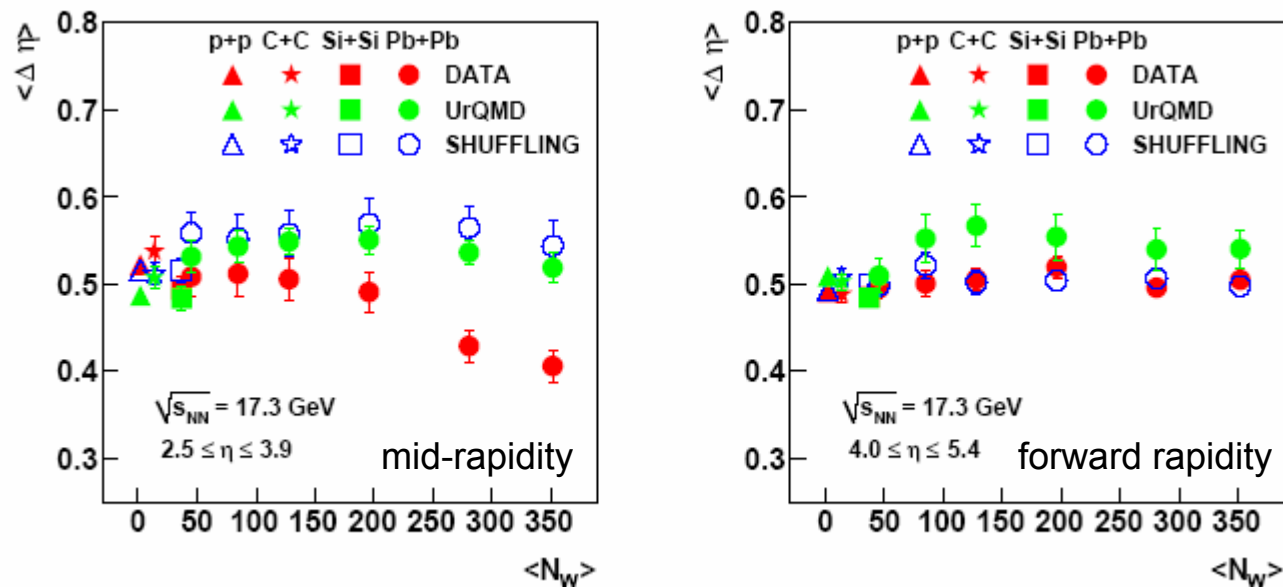 <Δ η>
0.8
0.7
0.6
0.5
0.4
0.3
p+p C+C Si+Si Pb+Pb
DATA
UrQMD
SHUFFLING
√s_NN = 17.3 GeV
2.5 ≤ η ≤ 3.9
mid-rapidity
0 50 100 150 200 250 300 350
<N_W>
<Δ η>
0.8
0.7
0.6
0.5
0.4
0.3
p+p C+C Si+Si Pb+Pb
DATA
UrQMD
SHUFFLING
√s_NN = 17.3 GeV
4.0 ≤ η ≤ 5.4
forward rapidity
0 50 100 150 200 250 300 350
<N_W>